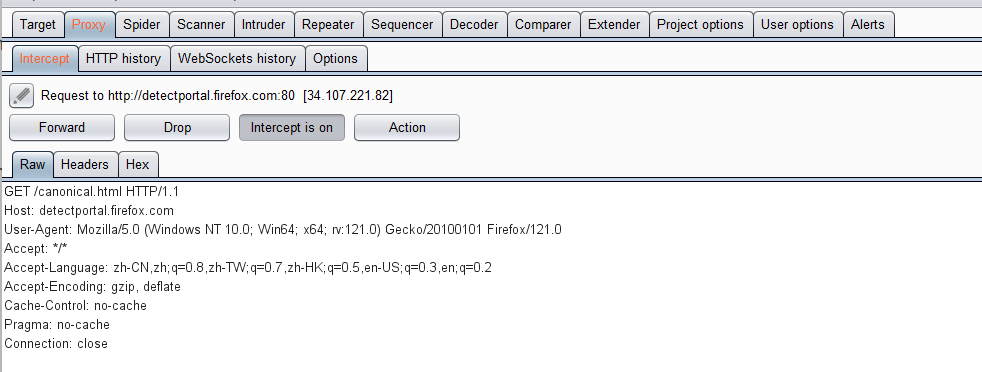 Target Proxy Spider Scanner Intruder Repeater Sequencer Decoder Comparer Extender Project options User options Alerts
Intercept HTTP history WebSockets history Options
Request to http://detectportal.firefox.com:80 [34.107.221.82]
Forward Drop Intercept is on Action
Raw Headers Hex
GET /canonical.html HTTP/1.1
Host: detectportal.firefox.com
User-Agent: Mozilla/5.0 (Windows NT 10.0; Win64; x64; rv:121.0) Gecko/20100101 Firefox/121.0
Accept: */*
Accept-Language: zh-CN,zh;q=0.8,zh-TW;q=0.7,zh-HK;q=0.5,en-US;q=0.3,en;q=0.2
Accept-Encoding: gzip, deflate
Cache-Control: no-cache
Pragma: no-cache
Connection: close